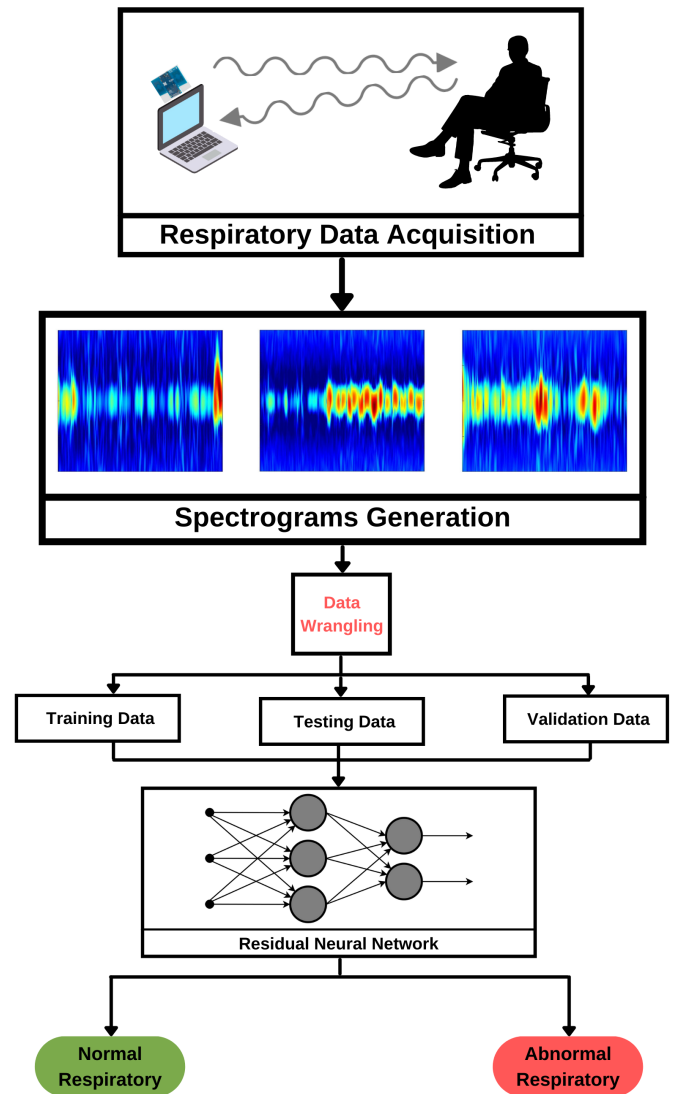 Respiratory Data Acquisition
Spectrograms Generation
Data
Wrangling
Training Data
Testing Data
Validation Data
Residual Neural Network
Normal
Respiratory
Abnormal
Respiratory